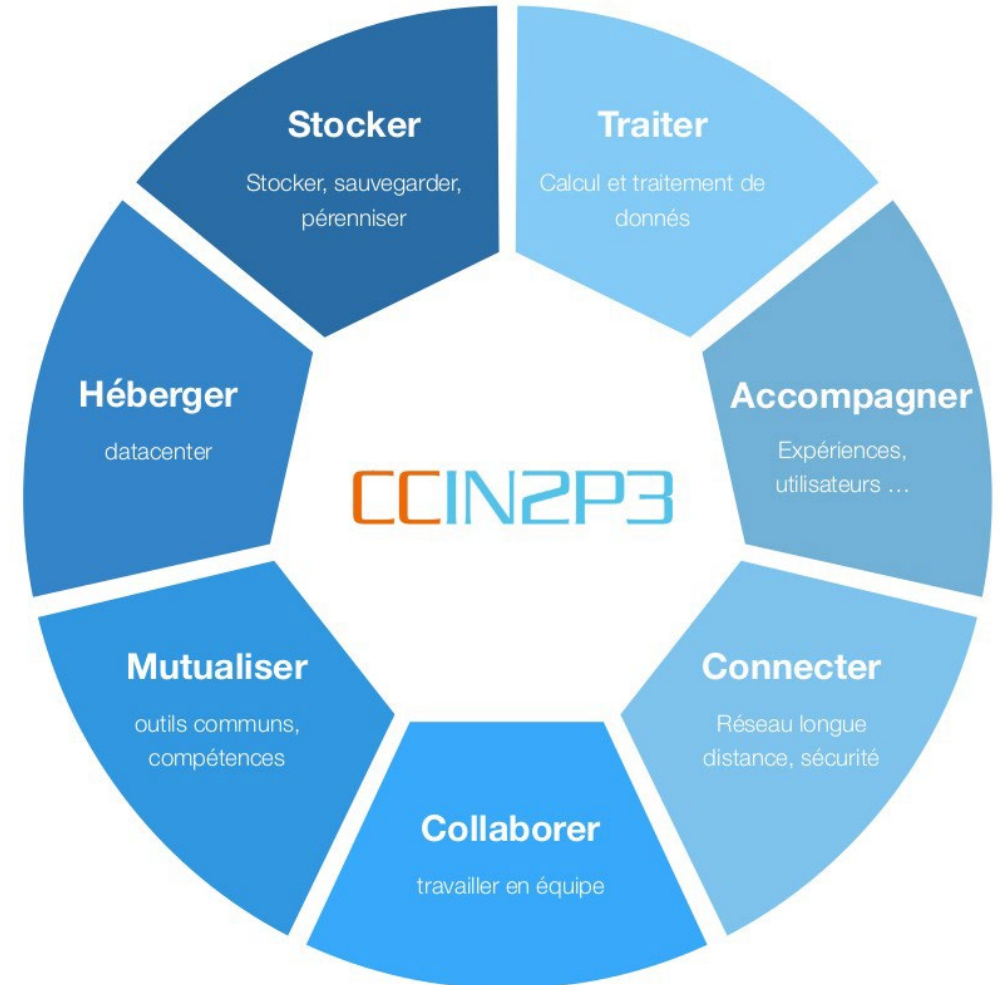 Stocker
Stocker, sauvegarder,
pérenniser
Traiter
Calcul et traitement de
donnés
Accompagner
Expériences,
utilisateurs ...
Connecter
Réseau longue
distance, sécurité
Collaborer
travailler en équipe
Mutualiser
outils communs,
compétences
Héberger
datacenter
CCIN2P3